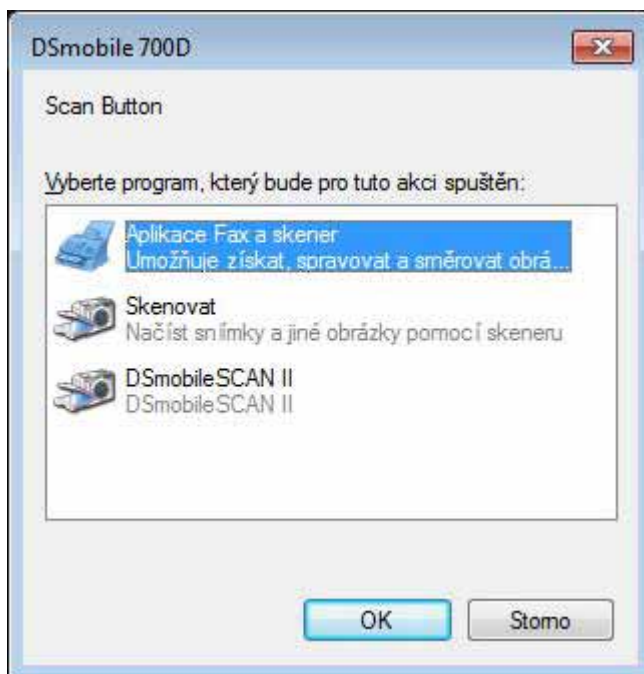 DSmobile 700D
Scan Button
Vyberte program, který bude pro tuto akci spuštěn:
Aplikace Fax a skener
Umožňuje získat, spravovat a směrovat obrá...
Skenovat
Načíst snímky a jiné obrázky pomocí skeneru
DSmobileSCAN II
DSmobileSCAN II
OK
Storno